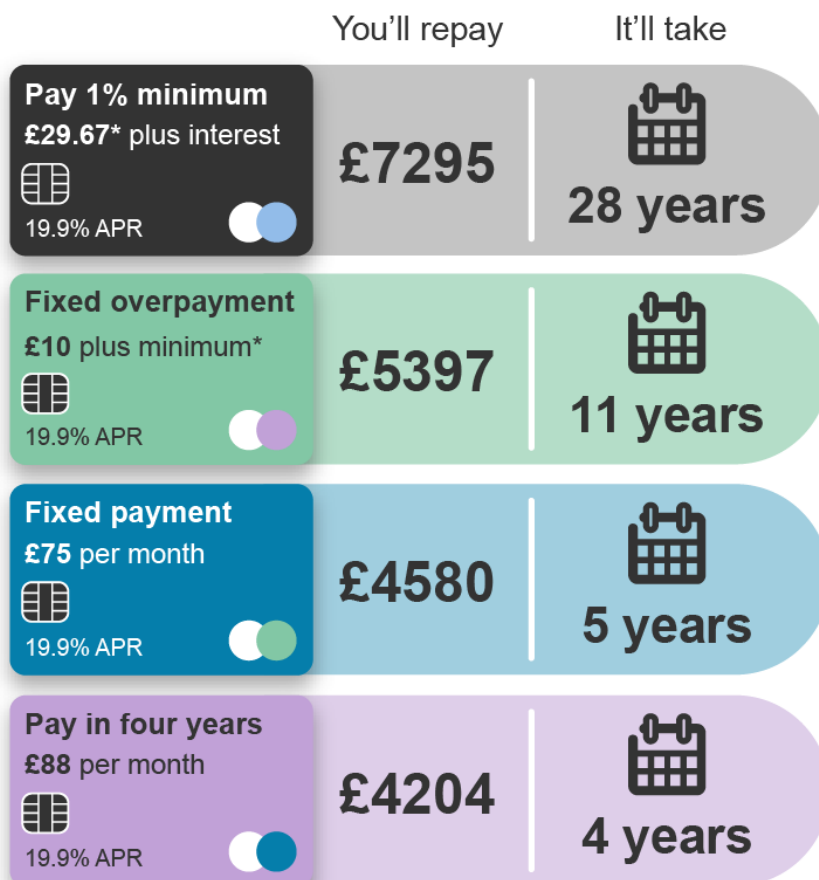 You'll repay
It'll take
Pay 1% minimum
£29.67* plus interest
19.9% APR
£7295
28 years
Fixed overpayment
£10 plus minimum*
19.9% APR
£5397
11 years
Fixed payment
£75 per month
19.9% APR
£4580
5 years
Pay in four years
£88 per month
19.9% APR
£4204
4 years